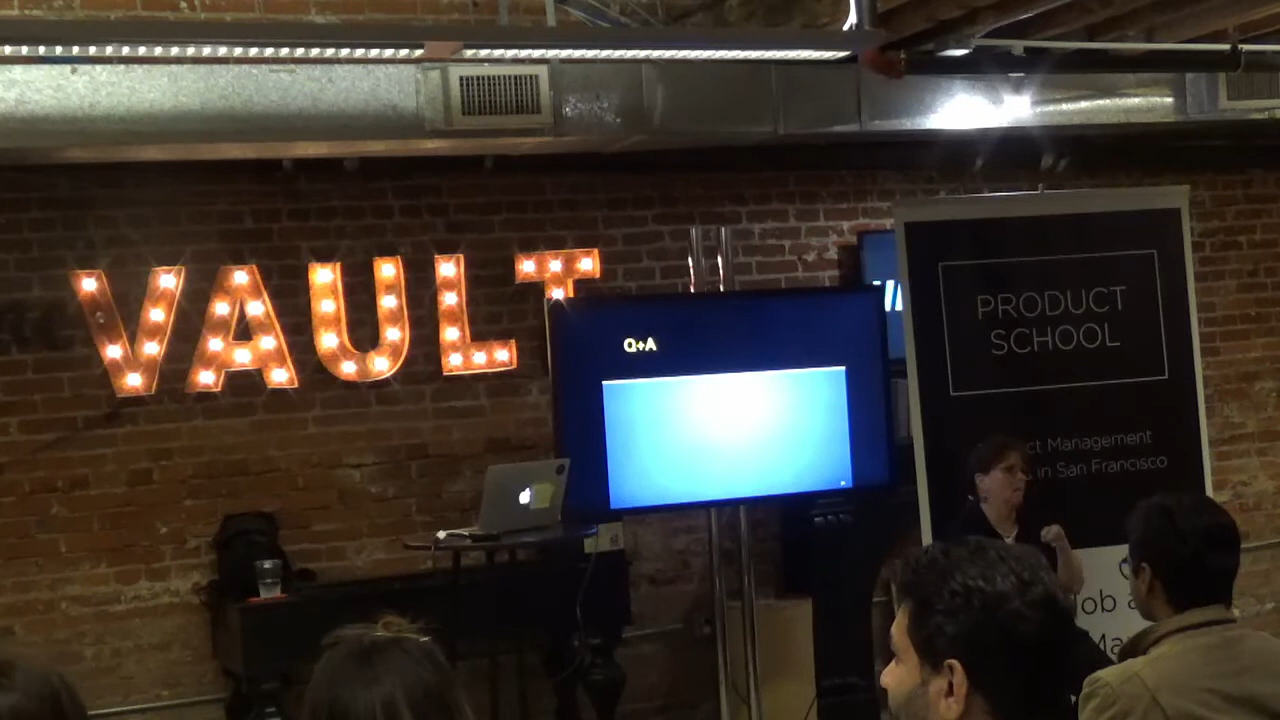 VAULT
Q+A
PRODUCT
SCHOOL
ct Management
in San Francisco
Job a
Ma